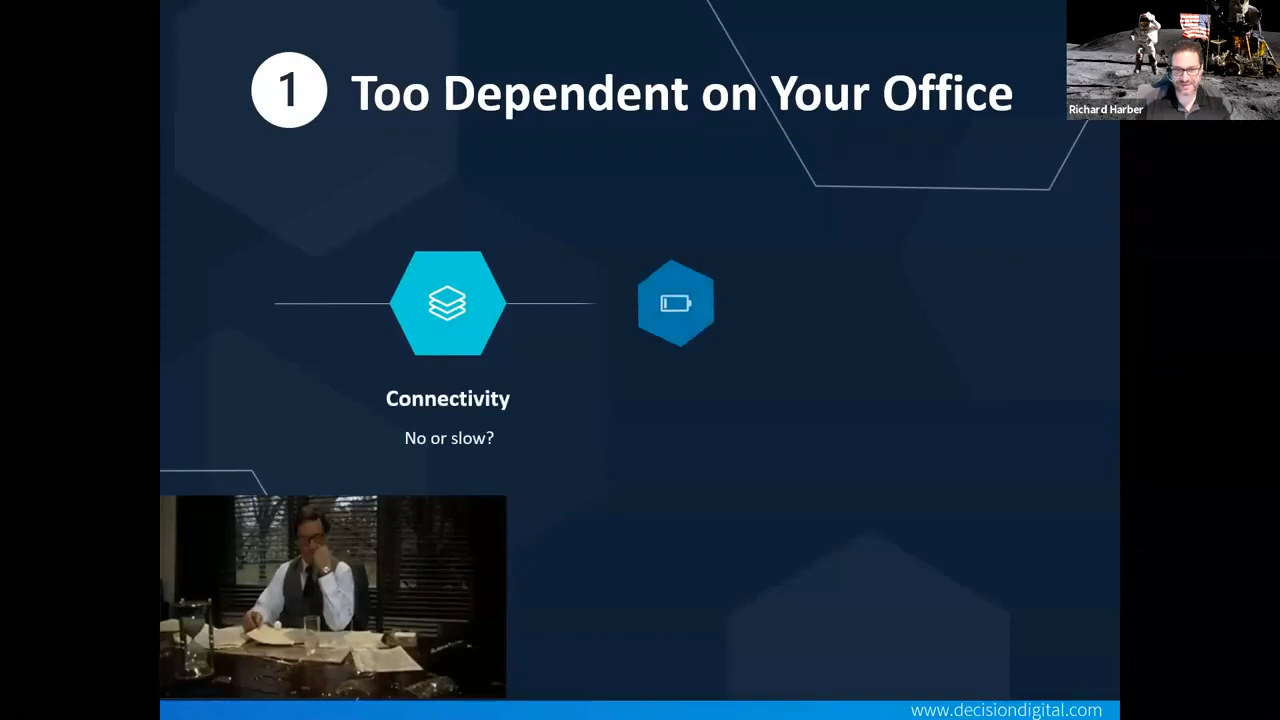 1 Too Dependent on Your Office
Richard Harber
Connectivity
No or slow?
www.decisiondigital.com